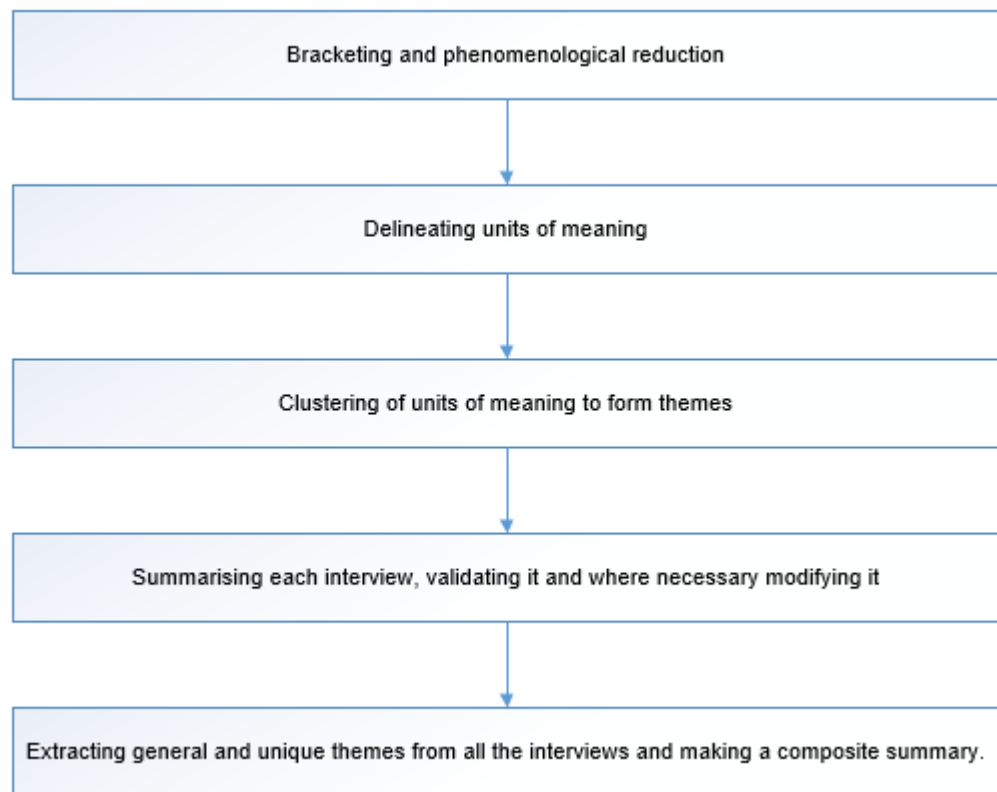 Bracketing and phenomenological reduction
Delineating units of meaning
Clustering of units of meaning to form themes
Summarising each interview, validating it and where necessary modifying it
Extracting general and unique themes from all the interviews and making a composite summary.